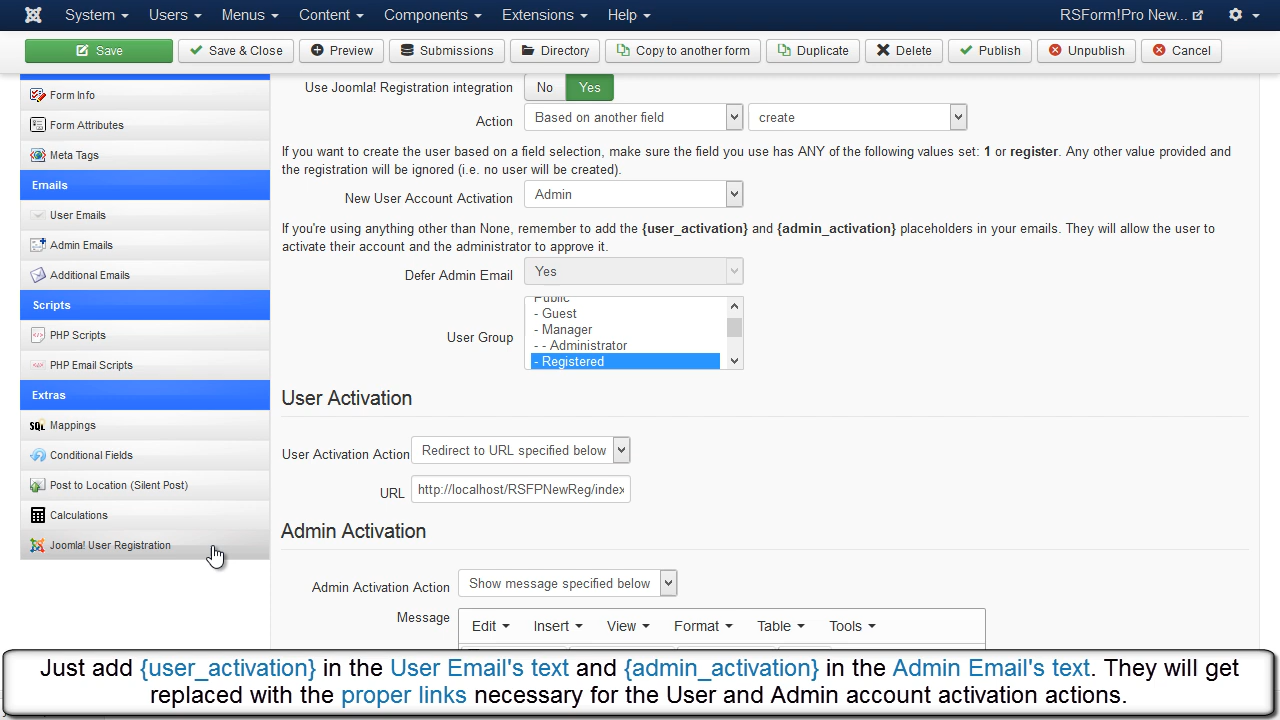 System Users Menus Content Components Extensions Help RSForm!Pro New...
Save Save & Close Preview Submissions Directory Copy to another form Duplicate Delete Publish Unpublish Cancel
Form Info
Form Attributes
Meta Tags
Emails
User Emails
Admin Emails
Additional Emails
Scripts
PHP Scripts
PHP Email Scripts
Extras
SQL Mappings
Conditional Fields
Post to Location (Silent Post)
Calculations
Joomla! User Registration
Use Joomla! Registration integration No Yes
Action Based on another field create
If you want to create the user based on a field selection, make sure the field you use has ANY of the following values set: 1 or register. Any other value provided and
the registration will be ignored (i.e. no user will be created).
New User Account Activation Admin
If you're using anything other than None, remember to add the {user_activation} and {admin_activation} placeholders in your emails. They will allow the user to
activate their account and the administrator to approve it.
Defer Admin Email Yes
Public
- Guest
- Manager
User Group
- - Administrator
- Registered
User Activation
User Activation Action Redirect to URL specified below
URL http://localhost/RSFPNewReg/index
Admin Activation
Admin Activation Action Show message specified below
Message
Edit Insert View Format Table Tools
Just add {user_activation} in the User Email's text and {admin_activation} in the Admin Email's text. They will get
replaced with the proper links necessary for the User and Admin account activation actions.